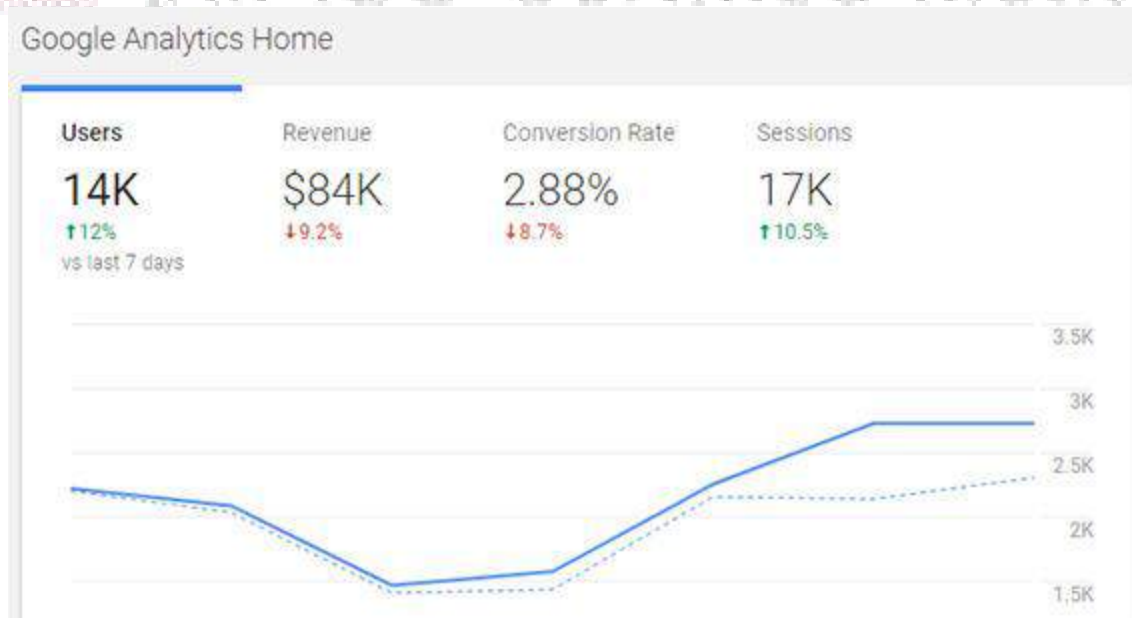 Google Analytics Home
Users Revenue Conversion Rate Sessions
14K $84K 2.88% 17K
↑12% ↓9.2% ↓8.7% ↑10.5%
vs last 7 days
3.5K
3K
2.5K
2K
1.5K